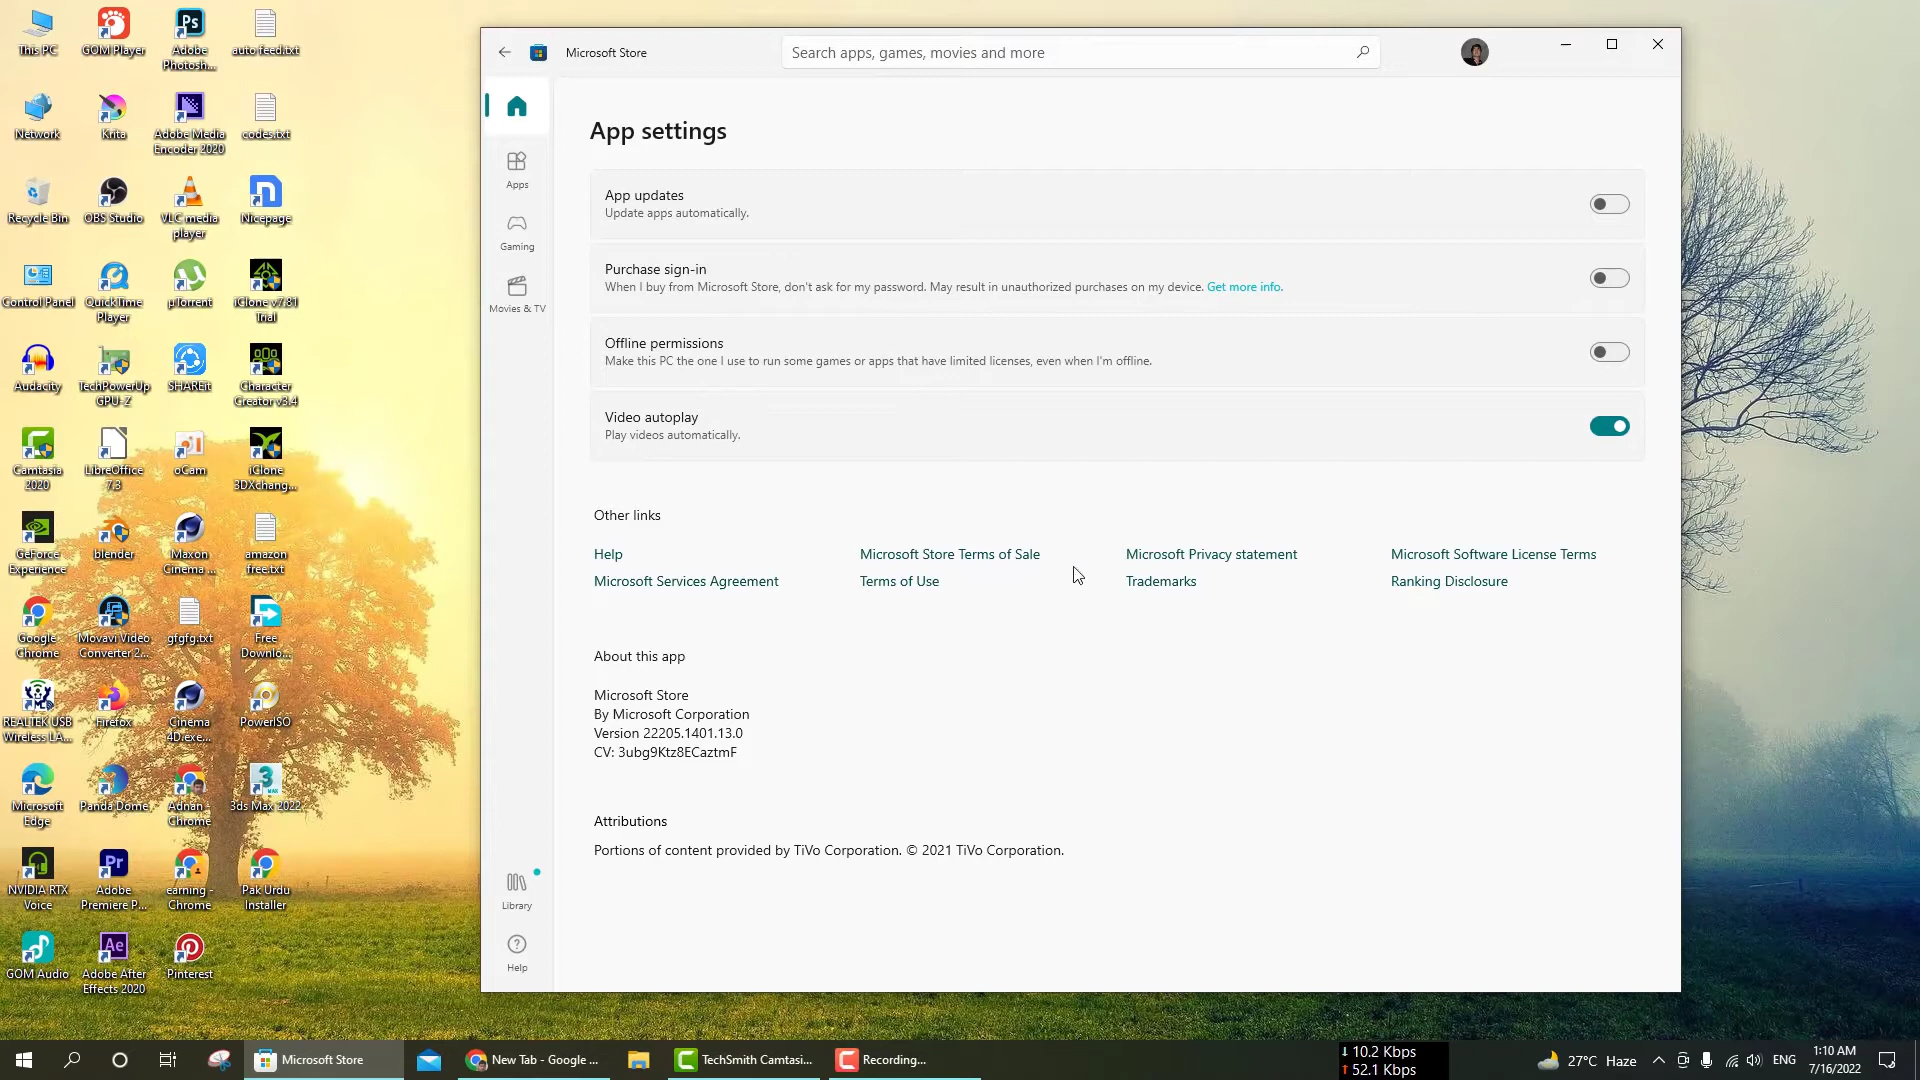 This PC
GOM Player
Adobe
Photosh...
auto feed.txt
Network
Krita
Adobe Media
Encoder 2020
codes.txt
Recycle Bin
OBS Studio
VLC media
player
Nicepage
Control Panel
QuickTime
Player
µTorrent
iClone v7.81
Trial
Audacity
TechPowerUp
GPU-Z
SHAREit
Character
Creator v3.4
Camtasia
2020
LibreOffice
7.3
oCam
iClone
3DXchang...
GeForce
Experience
blender
Maxon
Cinema ...
amazon
free.txt
Google
Chrome
Movavi Video
Converter 2...
gfgfg.txt
Free
Downlo...
REALTEK USB
Wireless LA...
Firefox
Cinema
4D.exe...
PowerISO
Microsoft
Edge
Panda Dome
Adnan -
Chrome
3ds Max 2022
NVIDIA RTX
Voice
Adobe
Premiere P...
earning -
Chrome
Pak Urdu
Installer
GOM Audio
Adobe After
Effects 2020
Pinterest
Microsoft Store
Search apps, games, movies and more
Apps
Gaming
Movies & TV
Library
Help
App settings
App updates
Update apps automatically.
Purchase sign-in
When I buy from Microsoft Store, don't ask for my password. May result in unauthorized purchases on my device. Get more info.
Offline permissions
Make this PC the one I use to run some games or apps that have limited licenses, even when I'm offline.
Video autoplay
Play videos automatically.
Other links
Help
Microsoft Store Terms of Sale
Microsoft Privacy statement
Microsoft Software License Terms
Microsoft Services Agreement
Terms of Use
Trademarks
Ranking Disclosure
About this app
Microsoft Store
By Microsoft Corporation
Version 22205.1401.13.0
CV: 3ubg9Ktz8ECaztmF
Attributions
Portions of content provided by TiVo Corporation. © 2021 TiVo Corporation.
Microsoft Store
New Tab - Google ...
TechSmith Camtasi...
Recording...
↓ 10.2 Kbps
↑ 52.1 Kbps
27°C Haze
ENG
1:10 AM
7/16/2022